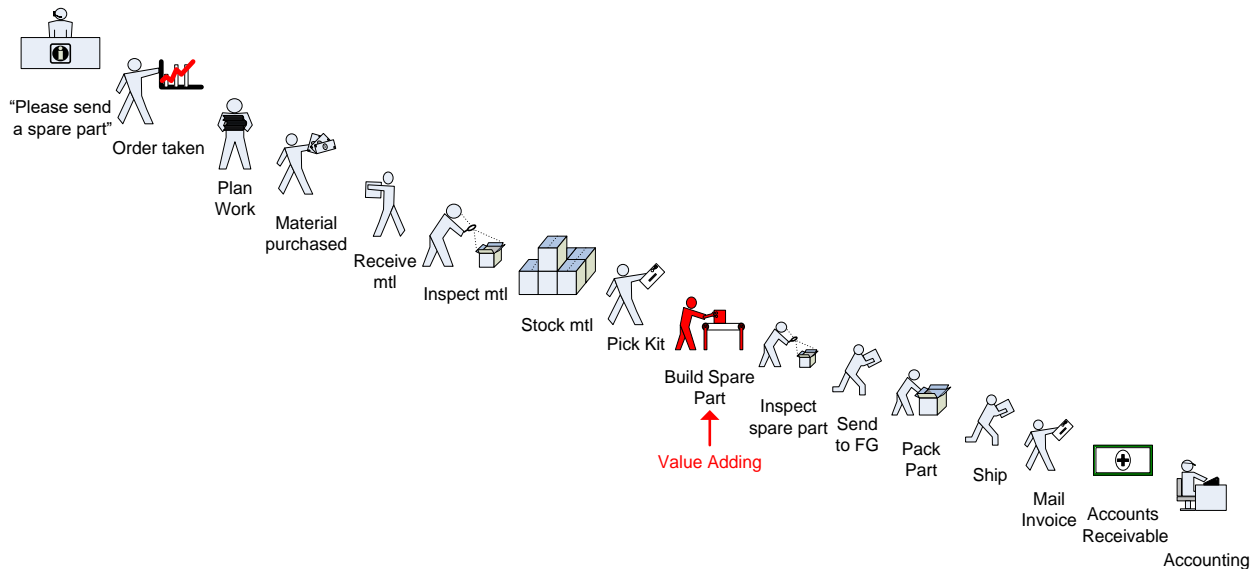 “Please send
a spare part”
Order taken
Plan
Work
Material
purchased
Receive
mtl
Inspect mtl
Stock mtl
Pick Kit
Build Spare
Part
Value Adding
Inspect
spare part
Send
to FG
Pack
Part
Ship
Mail
Invoice
Accounts
Receivable
Accounting